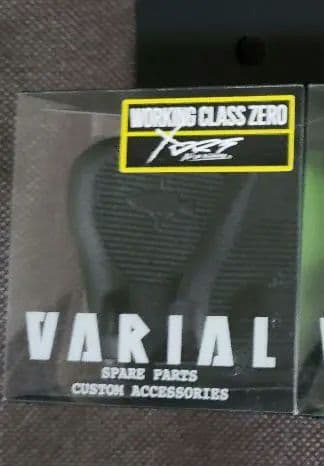 WORKING CLASS ZERO
VARIAL
SPARE PARTS
CUSTOM ACCESSORIES